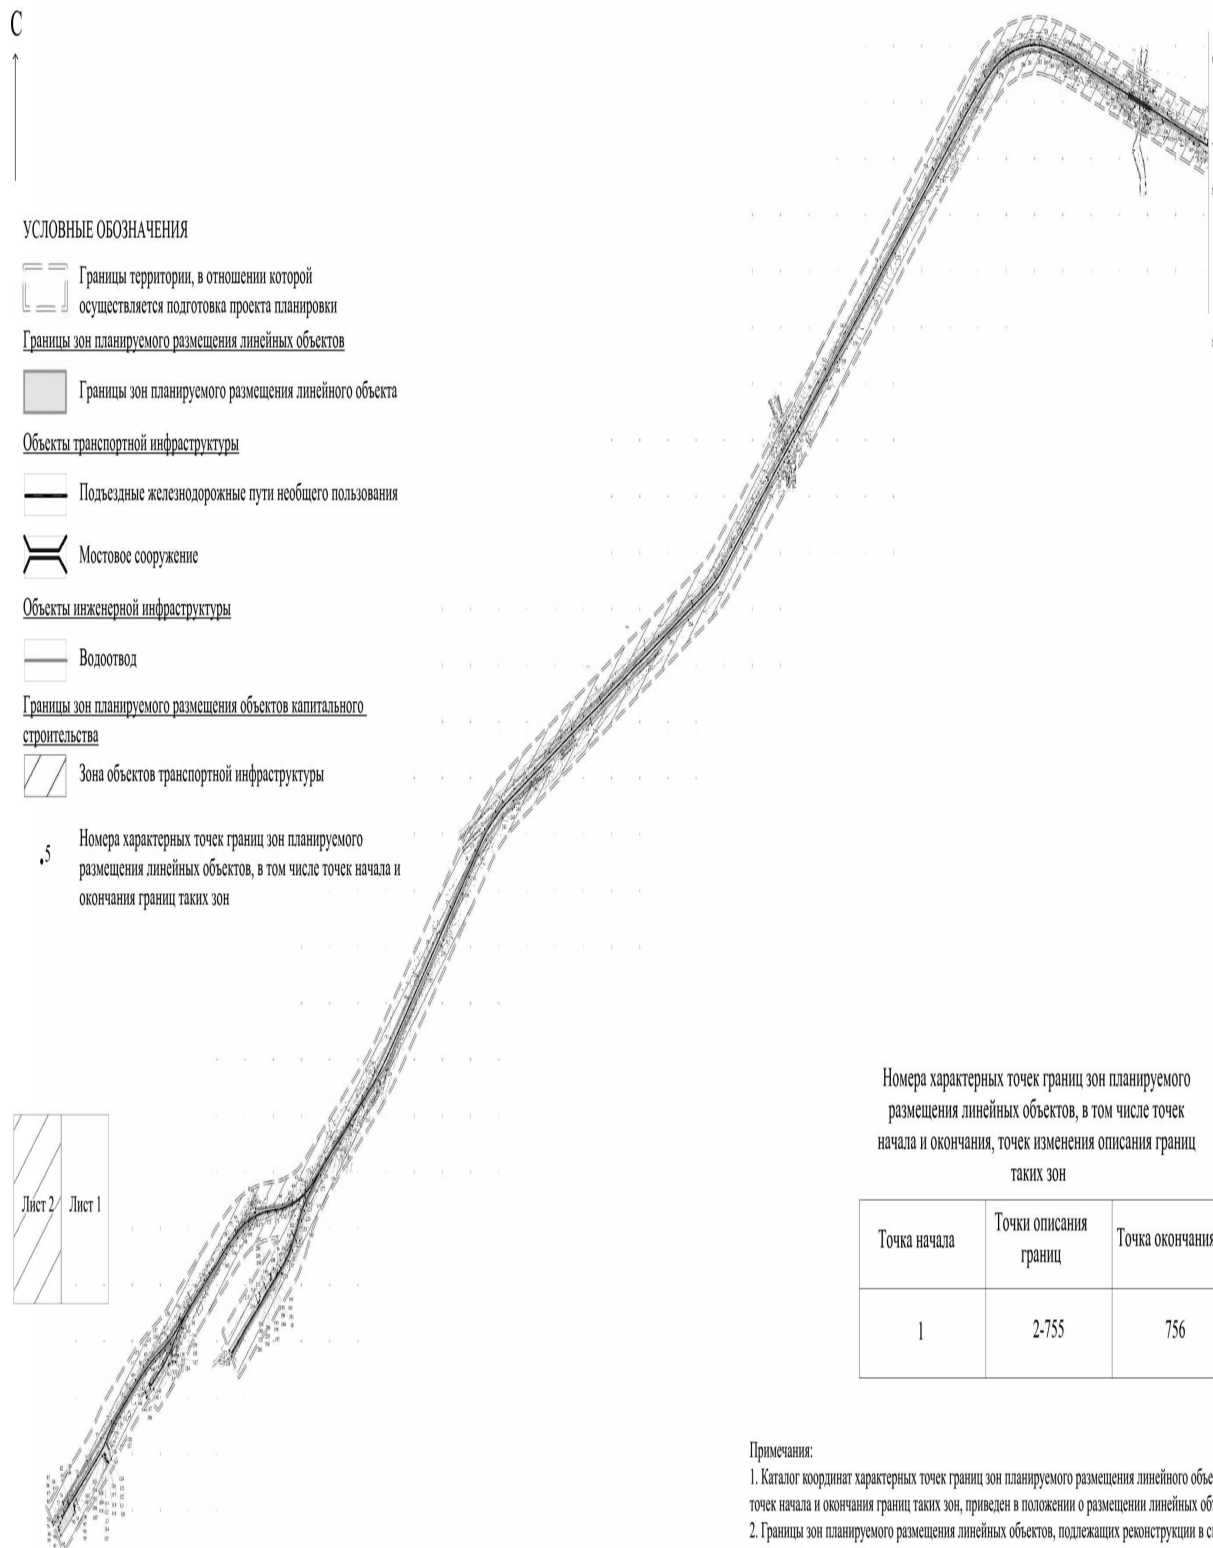 С
УСЛОВНЫЕ ОБОЗНАЧЕНИЯ
Границы территории, в отношении которой
осуществляется подготовка проекта планировки
Границы зон планируемого размещения линейных объектов
Границы зон планируемого размещения линейного объекта
Объекты транспортной инфраструктуры
Подъездные железнодорожные пути необщего пользования
Мостовое сооружение
Объекты инженерной инфраструктуры
Водоотвод
Границы зон планируемого размещения объектов капитального
строительства
Зона объектов транспортной инфраструктуры
.5
Номера характерных точек границ зон планируемого
размещения линейных объектов, в том числе точек начала и
окончания границ таких зон
Лист 2
Лист 1
Номера характерных точек границ зон планируемого
размещения линейных объектов, в том числе точек
начала и окончания, точек изменения описания границ
таких зон
Точка начала
Точки описания
границ
Точка окончания
1
2-755
756
Примечания:
1. Каталог координат характерных точек границ зон планируемого размещения линейного объе
точек начала и окончания границ таких зон, приведен в положении о размещении линейных об
2. Границы зон планируемого размещения линейных объектов, подлежащих реконструкции в с